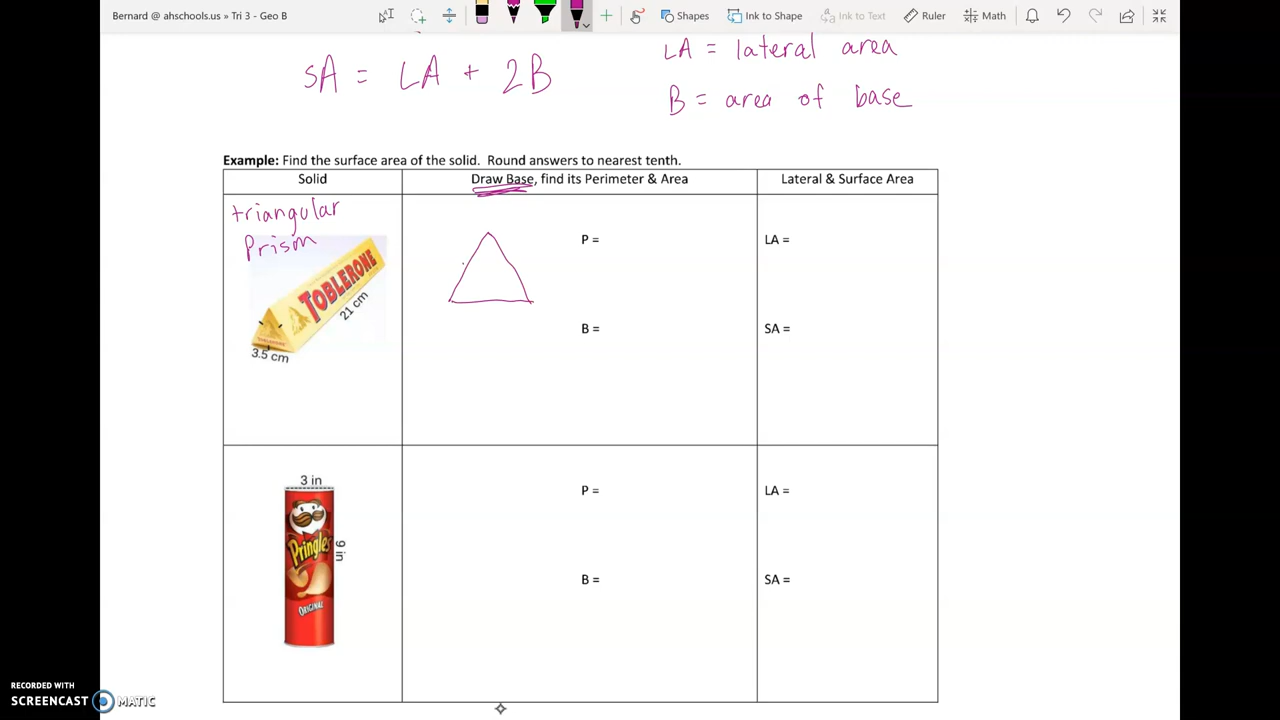 Bernard @ ahschools.us » Tri 3 - Geo B
Shapes Ink to Shape Ink to Text Ruler Math
SA = LA + 2B
LA = lateral area
B = area of base
Example: Find the surface area of the solid. Round answers to nearest tenth.
Solid Draw Base, find its Perimeter & Area Lateral & Surface Area
triangular
Prism
TOBLERONE
21 cm
3.5 cm
P =
B =
LA =
SA =
3 in
Pringles
ORIGINAL
9 in
P =
B =
LA =
SA =
RECORDED WITH
SCREENCAST MATIC